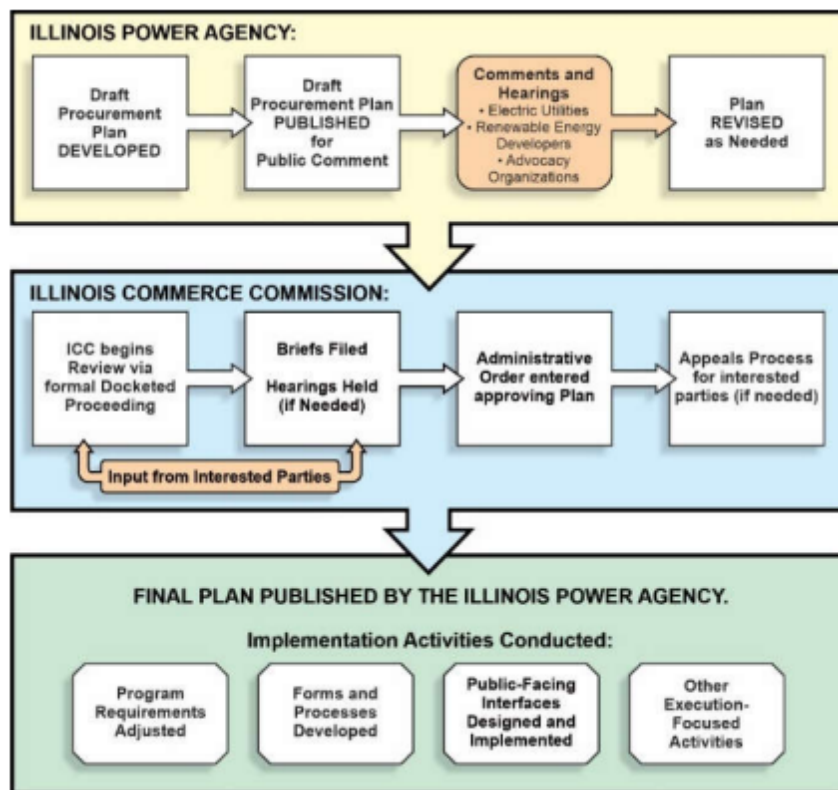 ILLINOIS POWER AGENCY:
Draft
Procurement
Plan
DEVELOPED
Draft
Procurement Plan
PUBLISHED
for
Public Comment
Comments and
Hearings
• Electric Utilities
• Renewable Energy
Developers
• Advocacy
Organizations
Plan
REVISED
as Needed
ILLINOIS COMMERCE COMMISSION:
ICC begins
Review via
formal Docketed
Proceeding
Briefs Filed
Hearings Held
(if Needed)
Administrative
Order entered
approving Plan
Appeals Process
for interested
parties (if needed)
Input from Interested Parties
FINAL PLAN PUBLISHED BY THE ILLINOIS POWER AGENCY.
Implementation Activities Conducted:
Program
Requirements
Adjusted
Forms and
Processes
Developed
Public-Facing
Interfaces
Designed and
Implemented
Other
Execution-
Focused
Activities